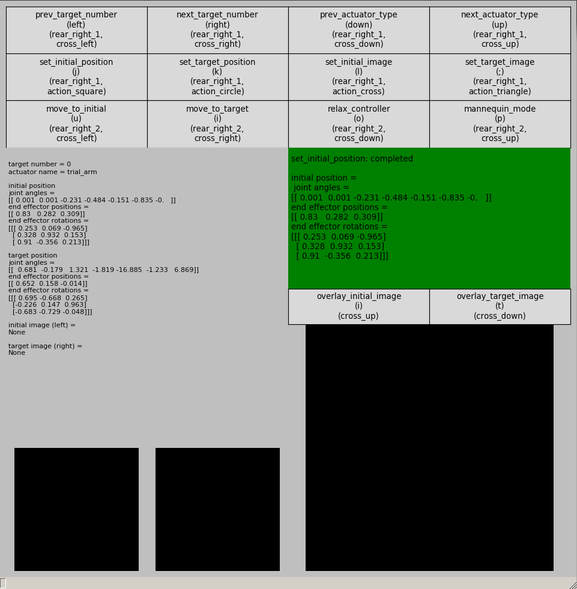 prev_target_number
(left)
(rear_right_1,
cross_left)
next_target_number
(right)
(rear_right_1,
cross_right)
prev_actuator_type
(down)
(rear_right_1,
cross_down)
next_actuator_type
(up)
(rear_right_1,
cross_up)
set_initial_position
(j)
(rear_right_1,
action_square)
set_target_position
(k)
(rear_right_1,
action_circle)
set_initial_image
(l)
(rear_right_1,
action_cross)
set_target_image
(;)
(rear_right_1,
action_triangle)
move_to_initial
(u)
(rear_right_2,
cross_left)
move_to_target
(i)
(rear_right_2,
cross_right)
relax_controller
(o)
(rear_right_2,
cross_down)
mannequin_mode
(p)
(rear_right_2,
cross_up)
target number = 0
actuator name = trial_arm
initial position
joint angles =
[[ 0.001  0.001 -0.231 -0.484 -0.151 -0.835 -0.   ]]
end effector positions =
[[ 0.83   0.282  0.309]]
end effector rotations =
[[[ 0.253  0.069 -0.965]
[ 0.328  0.932  0.153]
[ 0.91  -0.356  0.213]]]
target position
joint angles =
[[  0.681  -0.179   1.321  -1.819 -16.885  -1.233   6.869]]
end effector positions =
[[ 0.652  0.158 -0.014]]
end effector rotations =
[[[ 0.695 -0.668  0.265]
[-0.226  0.147  0.963]
[-0.683 -0.729 -0.048]]]
initial image (left) =
None
target image (right) =
None
set_initial_position: completed
initial position =
joint angles =
[[ 0.001  0.001 -0.231 -0.484 -0.151 -0.835 -0.   ]]
end effector positions =
[[ 0.83   0.282  0.309]]
end effector rotations =
[[[ 0.253  0.069 -0.965]
[ 0.328  0.932  0.153]
[ 0.91  -0.356  0.213]]]
overlay_initial_image
(i)
(cross_up)
overlay_target_image
(t)
(cross_down)